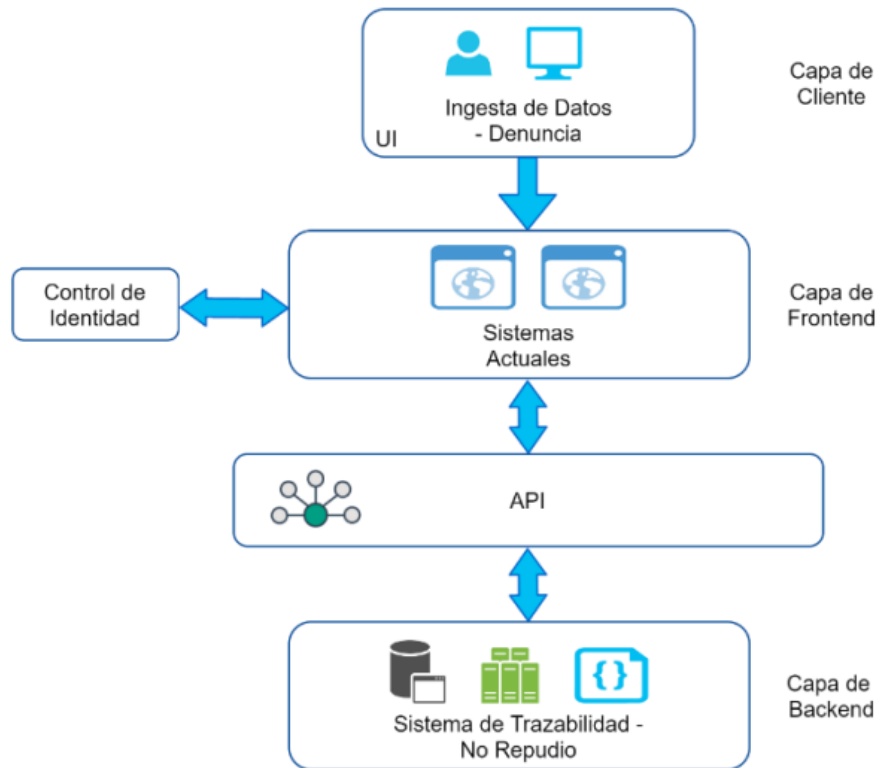 Ingesta de Datos
- Denuncia
UI
Capa de
Cliente
Control de
Identidad
Sistemas
Actuales
Capa de
Frontend
API
{}
Sistema de Trazabilidad -
No Repudio
Capa de
Backend